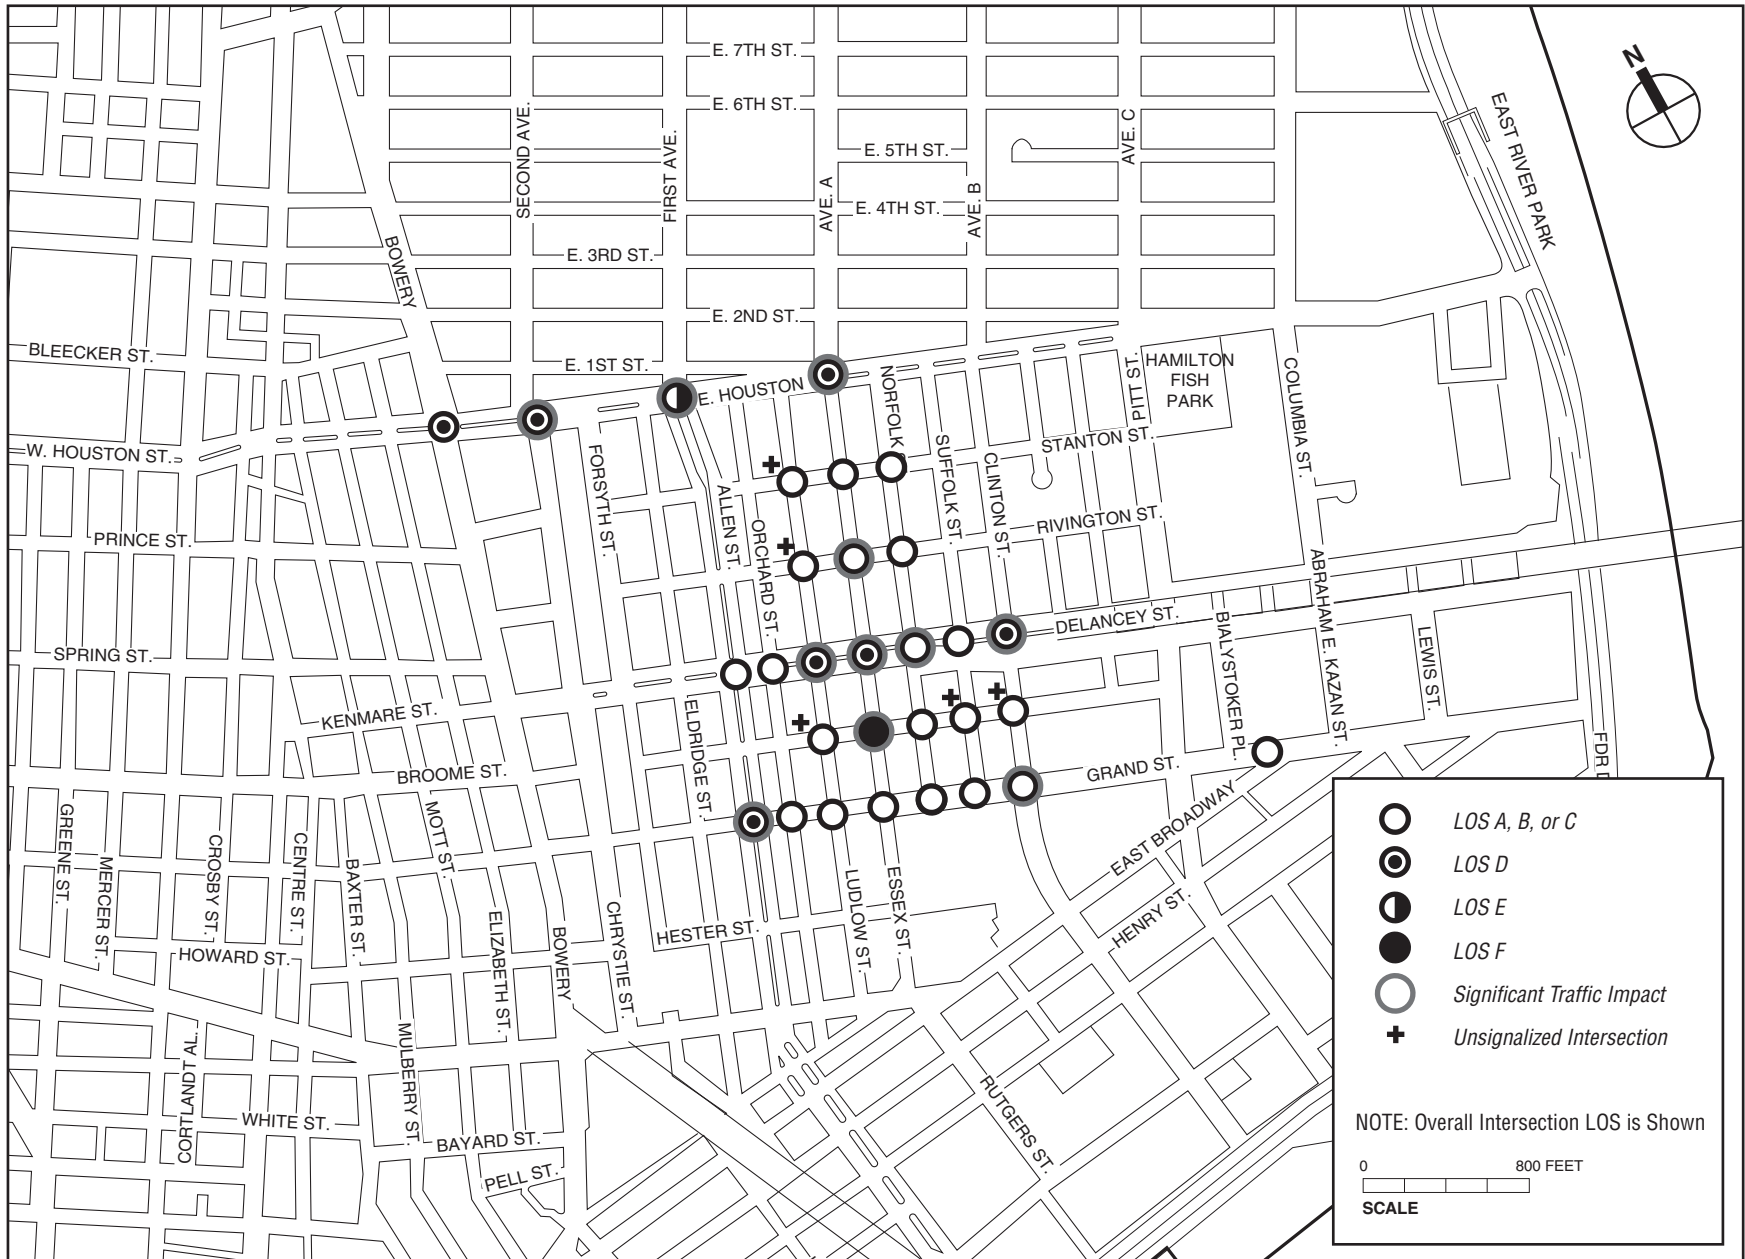 E. 7TH ST.
E. 6TH ST.
E. 5TH ST.
E. 4TH ST.
E. 3RD ST.
E. 2ND ST.
E. 1ST ST.
SECOND AVE.
FIRST AVE.
AVE. A
AVE. B
AVE. C
N
EAST RIVER PARK
BOWERY
BLEECKER ST.
W. HOUSTON ST.
E. HOUSTON
NORFOLK
PITT ST.
HAMILTON
FISH
PARK
COLUMBIA ST.
STANTON ST.
SUFFOLK ST.
CLINTON ST.
FORSYTH ST.
ALLEN ST.
ORCHARD ST.
RIVINGTON ST.
PRINCE ST.
ABRAHAM E. KAZAN ST.
DELANCEY ST.
BIALYSTOKER PL.
LEWIS ST.
SPRING ST.
KENMARE ST.
ELDRIDGE ST.
BROOME ST.
GRAND ST.
EAST BROADWAY
FDR D
GREENE ST.
MERCER ST.
CROSBY ST.
CENTRE ST.
BAXTER ST.
MOTT ST.
ELIZABETH ST.
BOWERY
CHRYSTIE ST.
HESTER ST.
LUDLOW ST.
ESSEX ST.
HENRY ST.
HOWARD ST.
CORTLANDT AL.
MULBERRY ST.
WHITE ST.
BAYARD ST.
PELL ST.
RUTGERS ST.
LOS A, B, or C
LOS D
LOS E
LOS F
Significant Traffic Impact
Unsignalized Intersection
NOTE: Overall Intersection LOS is Shown
0 800 FEET
SCALE